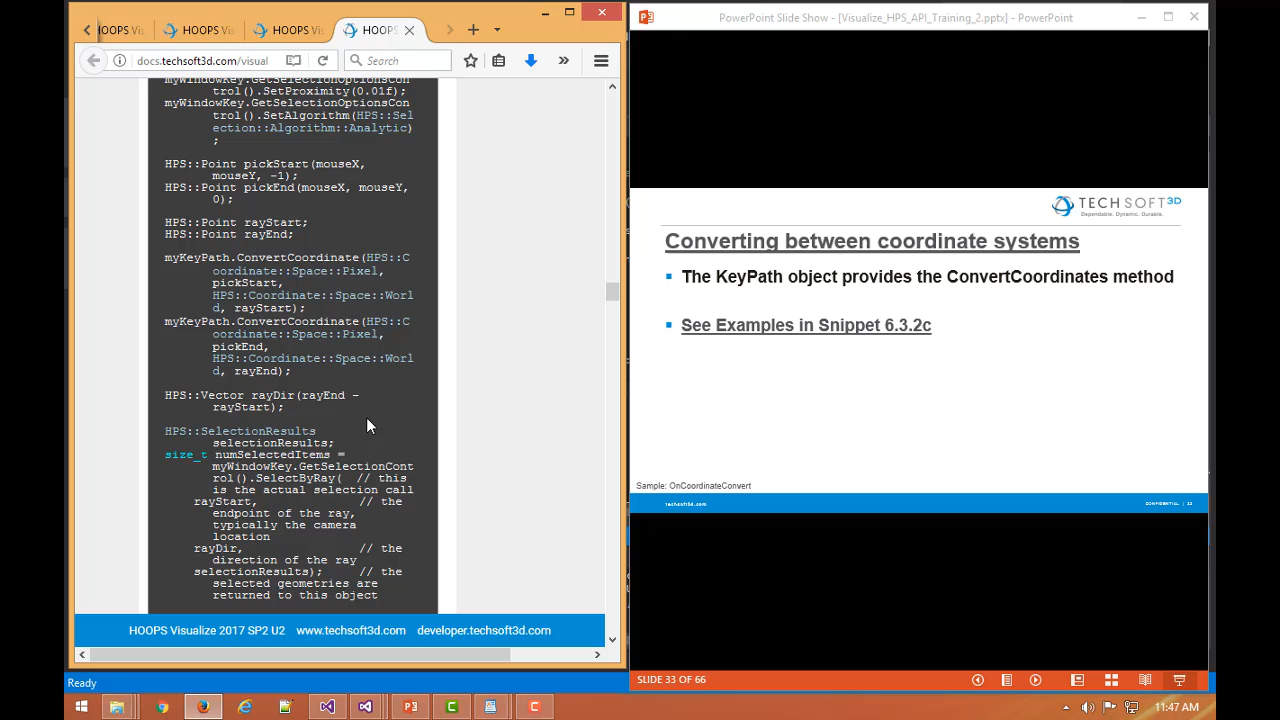 HOOPS Vis
HOOPS Vis
HOOPS Vis
HOOPS
docs.techsoft3d.com/visual
Search
myWindowKey.GetSelectionOptionsCon
trol().SetProximity(0.01f);
myWindowKey.GetSelectionOptionsCon
trol().SetAlgorithm(HPS::Sel
ection::Algorithm::Analytic)
;
HPS::Point pickStart(mouseX,
mouseY, -1);
HPS::Point pickEnd(mouseX, mouseY,
0);
HPS::Point rayStart;
HPS::Point rayEnd;
myKeyPath.ConvertCoordinate(HPS::C
oordinate::Space::Pixel,
pickStart,
HPS::Coordinate::Space::Worl
d, rayStart);
myKeyPath.ConvertCoordinate(HPS::C
oordinate::Space::Pixel,
pickEnd,
HPS::Coordinate::Space::Worl
d, rayEnd);
HPS::Vector rayDir(rayEnd -
rayStart);
HPS::SelectionResults
selectionResults;
size_t numSelectedItems =
myWindowKey.GetSelectionCont
rol().SelectByRay( // this
is the actual selection call
rayStart, // the
endpoint of the ray,
typically the camera
location
rayDir, // the
direction of the ray
selectionResults); // the
selected geometries are
returned to this object
HOOPS Visualize 2017 SP2 U2 www.techsoft3d.com developer.techsoft3d.com
Ready
PowerPoint Slide Show - [Visualize_HPS_API_Training_2.pptx] - PowerPoint
TECH SOFT 3D
Dependable. Dynamic. Durable.
Converting between coordinate systems
The KeyPath object provides the ConvertCoordinates method
See Examples in Snippet 6.3.2c
Sample: OnCoordinateConvert
techsoft3d.com
CONFIDENTIAL | 33
SLIDE 33 OF 66
11:47 AM